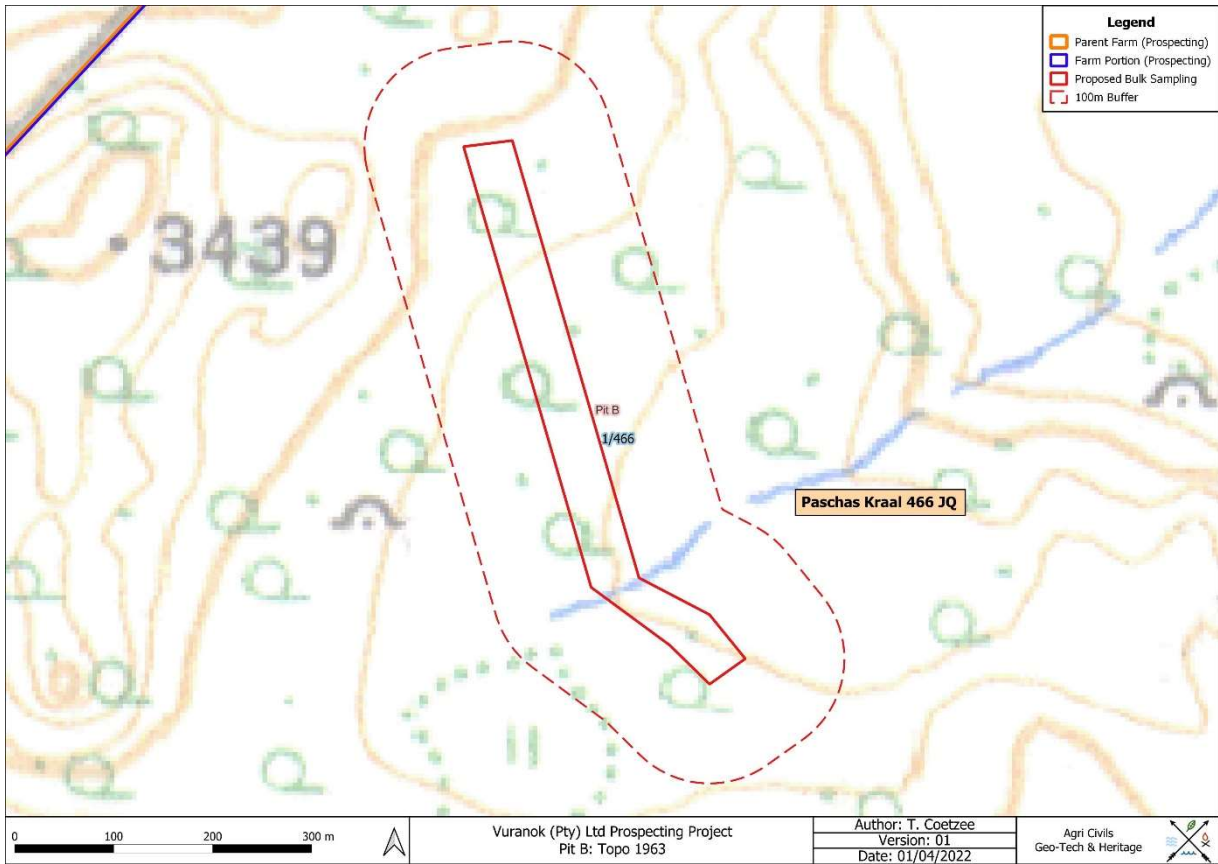 Legend
Parent Farm (Prospecting)
Farm Portion (Prospecting)
Proposed Bulk Sampling
100m Buffer
3439
Pit B
1/466
Paschas Kraal 466 JQ
0 100 200 300 m
Vuranok (Pty) Ltd Prospecting Project
Pit B: Topo 1963
Author: T. Coetzee
Version: 01
Date: 01/04/2022
Agri Civils
Geo-Tech & Heritage